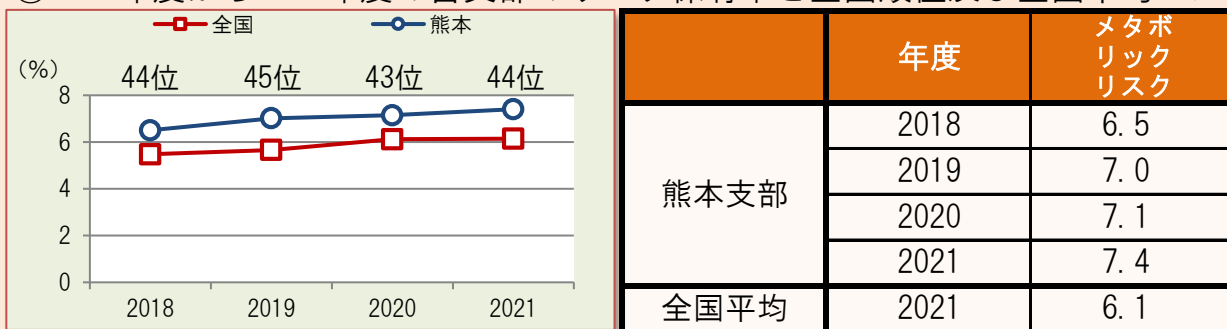 全国 熊本
（%） 44位 45位 43位 44位
8
6
4
2
0
2018 2019 2020 2021
年度 メタボ
リック
リスク
熊本支部
2018 6.5
2019 7.0
2020 7.1
2021 7.4
全国平均 2021 6.1